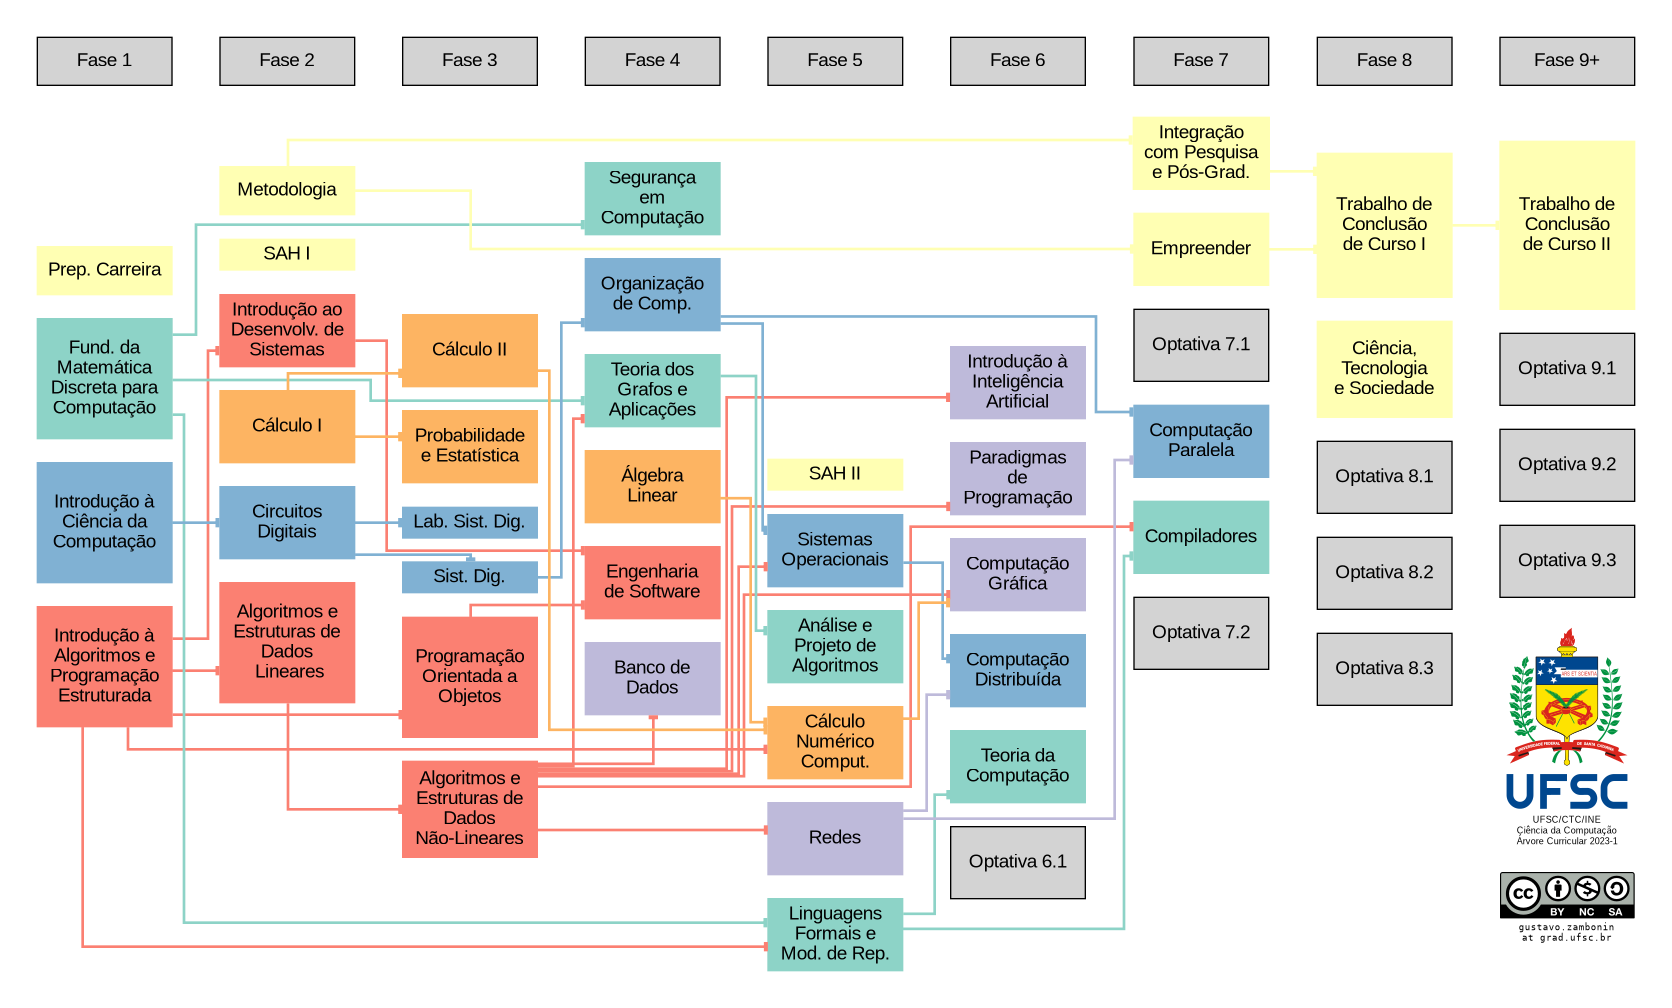 Fase 1
Fase 2
Fase 3
Fase 4
Fase 5
Fase 6
Fase 7
Fase 8
Fase 9+
Prep. Carreira
Fund. da
Matemática
Discreta para
Computação
Introdução à
Ciência da
Computação
Introdução à
Algoritmos e
Programação
Estruturada
Metodologia
SAH I
Introdução ao
Desenvolv. de
Sistemas
Cálculo I
Circuitos
Digitais
Algoritmos e
Estruturas de
Dados
Lineares
Cálculo II
Probabilidade
e Estatística
Lab. Sist. Dig.
Sist. Dig.
Programação
Orientada a
Objetos
Algoritmos e
Estruturas de
Dados
Não-Lineares
Segurança
em
Computação
Organização
de Comp.
Teoria dos
Grafos e
Aplicações
Álgebra
Linear
Engenharia
de Software
Banco de
Dados
SAH II
Sistemas
Operacionais
Análise e
Projeto de
Algoritmos
Cálculo
Numérico
Comput.
Redes
Linguagens
Formais e
Mod. de Rep.
Introdução à
Inteligência
Artificial
Paradigmas
de
Programação
Computação
Gráfica
Computação
Distribuída
Teoria da
Computação
Optativa 6.1
Integração
com Pesquisa
e Pós-Grad.
Empreender
Optativa 7.1
Computação
Paralela
Compiladores
Optativa 7.2
Trabalho de
Conclusão
de Curso I
Ciência,
Tecnologia
e Sociedade
Optativa 8.1
Optativa 8.2
Optativa 8.3
Trabalho de
Conclusão
de Curso II
Optativa 9.1
Optativa 9.2
Optativa 9.3
ARS ET SCIENTIA
UNIVERSIDADE FEDERAL DE SANTA CATARINA
UFSC
UFSC/CTC/INE
Ciência da Computação
Árvore Curricular 2023-1
cc
BY NC SA
gustavo.zambonin
at grad.ufsc.br